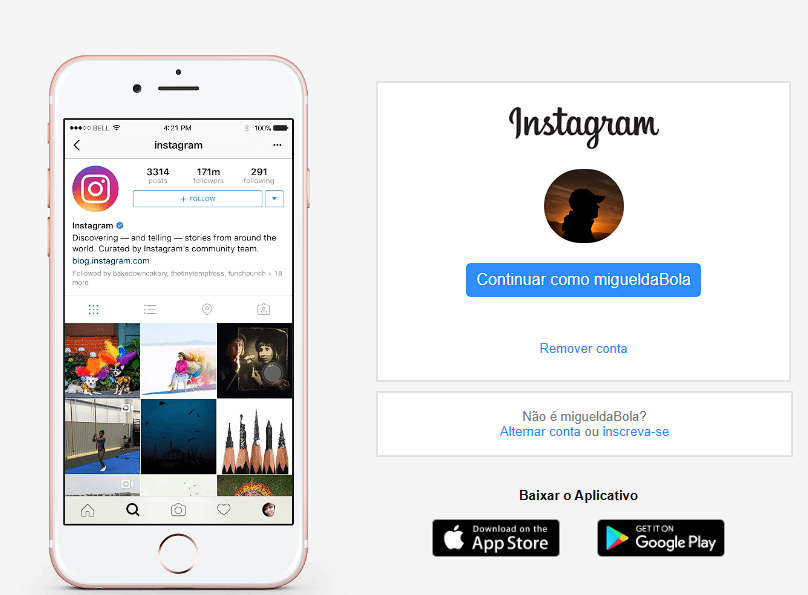 ●●●○○ BELL 4:21 PM 100%
instagram
3314 171m 291
posts followers following
+ FOLLOW
Instagram
Discovering — and telling — stories from around the
world. Curated by Instagram's community team.
blog.instagram.com
Followed by bakedowncakery, thetinytemptress, funchpunch + 18
more
Instagram
Continuar como migueldaBola
Remover conta
Não é migueldaBola?
Alternar conta ou inscreva-se
Baixar o Aplicativo
Download on the
App Store
GET IT ON
Google Play